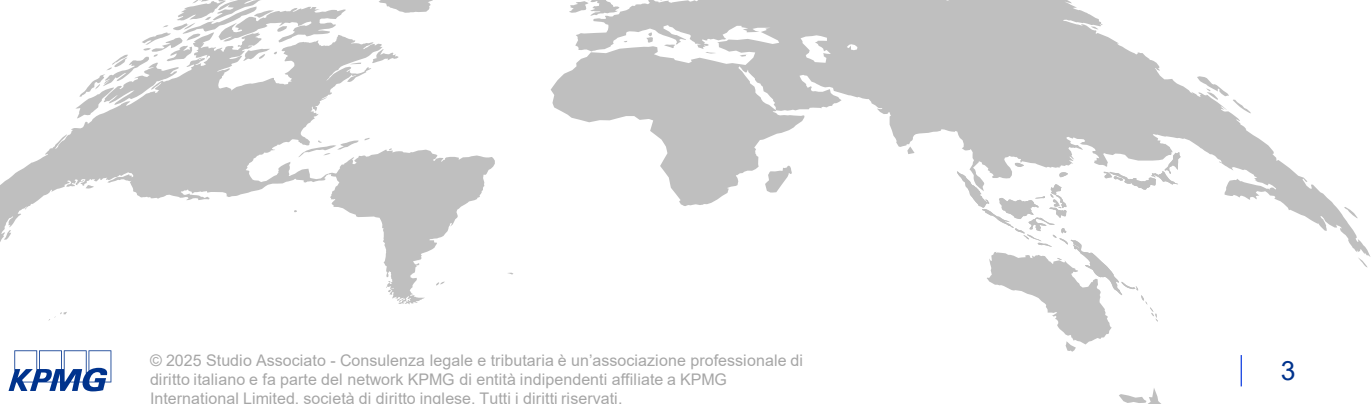 KPMG
© 2025 Studio Associato - Consulenza legale e tributaria è un'associazione professionale di
diritto italiano e fa parte del network KPMG di entità indipendenti affiliate a KPMG
International Limited, società di diritto inglese. Tutti i diritti riservati.
3